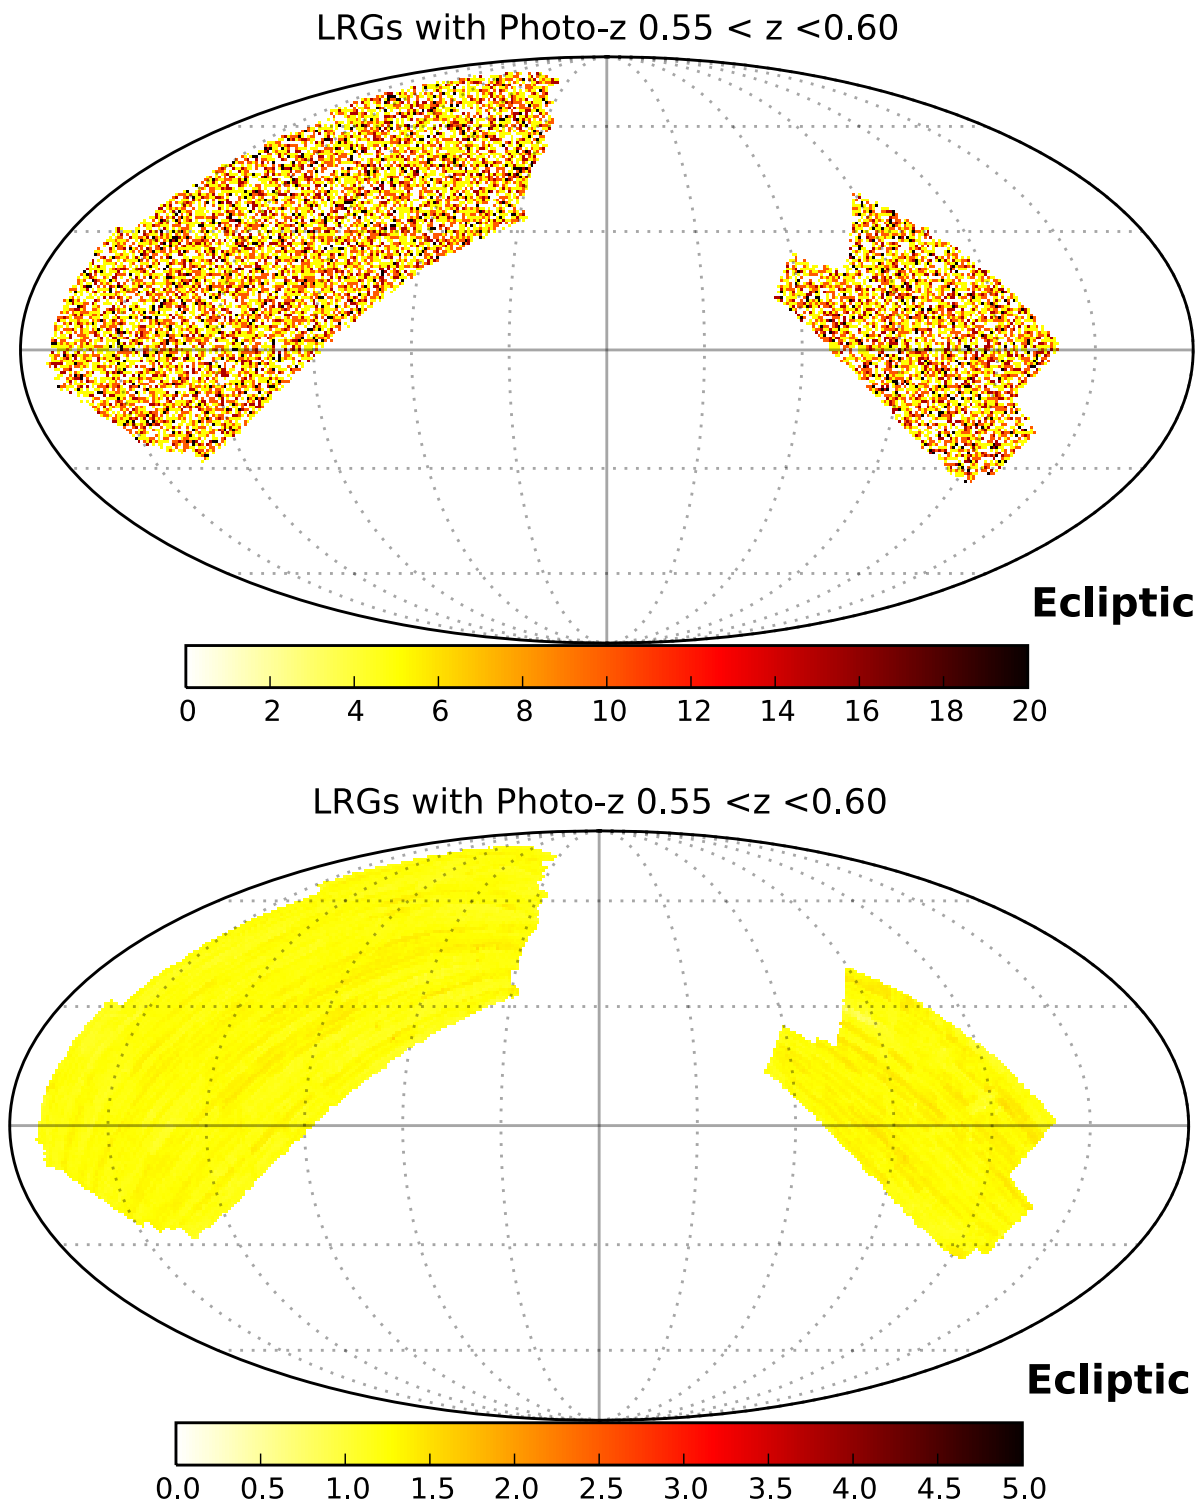 LRGs with Photo-z 0.55 < z <0.60
Ecliptic
0 2 4 6 8 10 12 14 16 18 20
LRGs with Photo-z 0.55 <z <0.60
Ecliptic
0.0 0.5 1.0 1.5 2.0 2.5 3.0 3.5 4.0 4.5 5.0